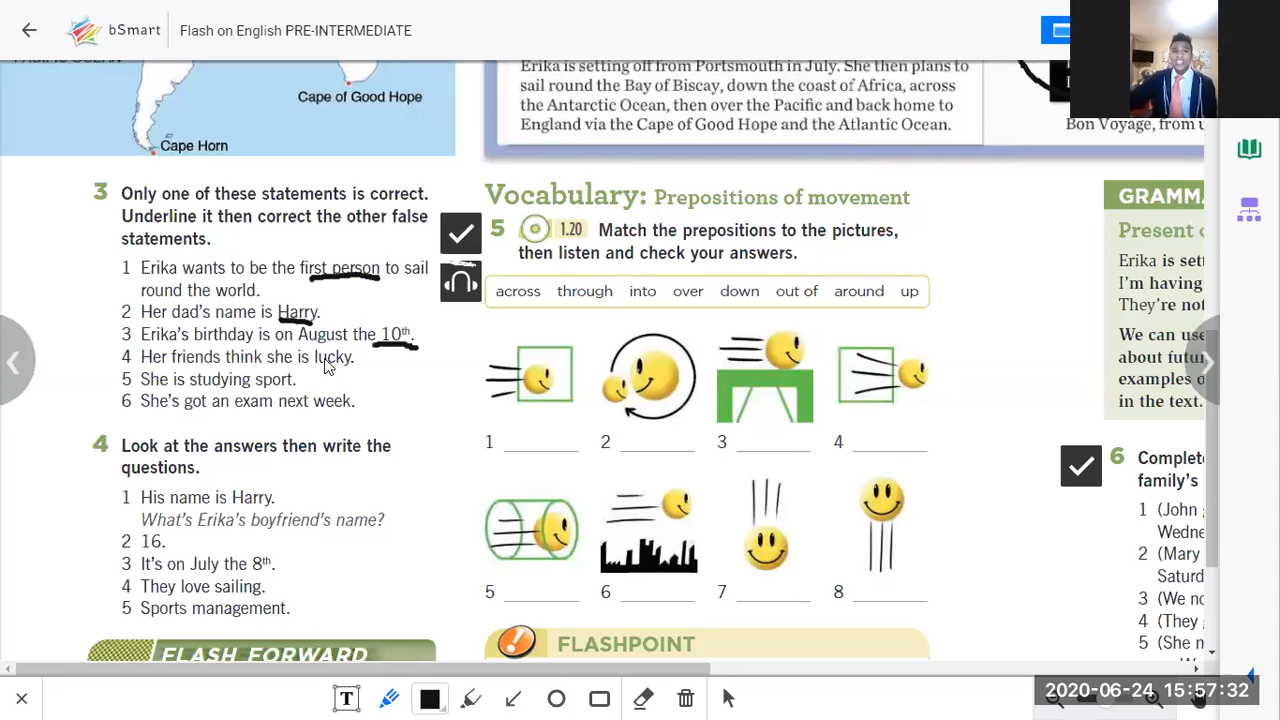 bSmart
Flash on English PRE-INTERMEDIATE
Cape of Good Hope
Cape Horn
Erika is setting off from Portsmouth in July. She then plans to
sail round the Bay of Biscay, down the coast of Africa, across
the Antarctic Ocean, then over the Pacific and back home to
England via the Cape of Good Hope and the Atlantic Ocean.
Bon Voyage, from
3 Only one of these statements is correct.
Underline it then correct the other false
statements.
1 Erika wants to be the first person to sail
round the world.
2 Her dad's name is Harry.
3 Erika's birthday is on August the 10th.
4 Her friends think she is lucky.
5 She is studying sport.
6 She's got an exam next week.
4 Look at the answers then write the
questions.
1 His name is Harry.
What's Erika's boyfriend's name?
2 16.
3 It's on July the 8th.
4 They love sailing.
5 Sports management.
FLASH FORWARD
Vocabulary: Prepositions of movement
5 1.20 Match the prepositions to the pictures,
then listen and check your answers.
across through into over down out of around up
1 2 3 4
5 6 7 8
FLASHPOINT
GRAMMA
Present c
Erika is sett
I'm having
They're not
We can use
about futur
examples o
in the text.
6 Complete
family's
1 (John
Wedne
2 (Mary
Saturd
3 (We no
4 (They
5 (She n
T
2020-06-24 15:57:32